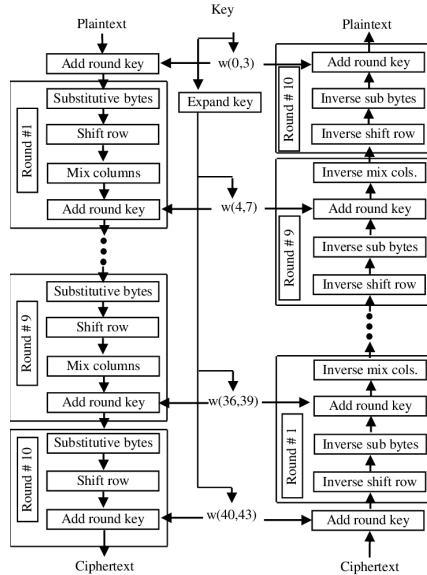 Plaintext
Add round key
Round #1
Substitutive bytes
Shift row
Mix columns
Add round key
Round # 9
Substitutive bytes
Shift row
Mix columns
Add round key
Round # 10
Substitutive bytes
Shift row
Add round key
Ciphertext
Key
w(0,3)
Expand key
w(4,7)
w(36,39)
w(40,43)
Plaintext
Round # 10
Add round key
Inverse sub bytes
Inverse shift row
Round # 9
Inverse mix cols.
Add round key
Inverse sub bytes
Inverse shift row
Round # 1
Inverse mix cols.
Add round key
Inverse sub bytes
Inverse shift row
Add round key
Ciphertext